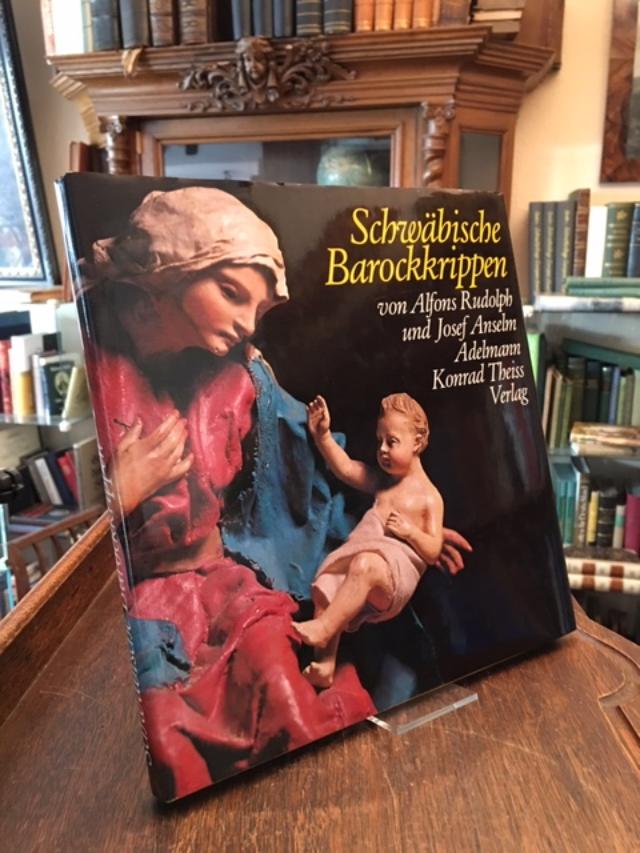 Schwäbische
Barockkrippen
von Alfons Rudolph
und Josef Anselm
Adelmann
Konrad Theiss
Verlag